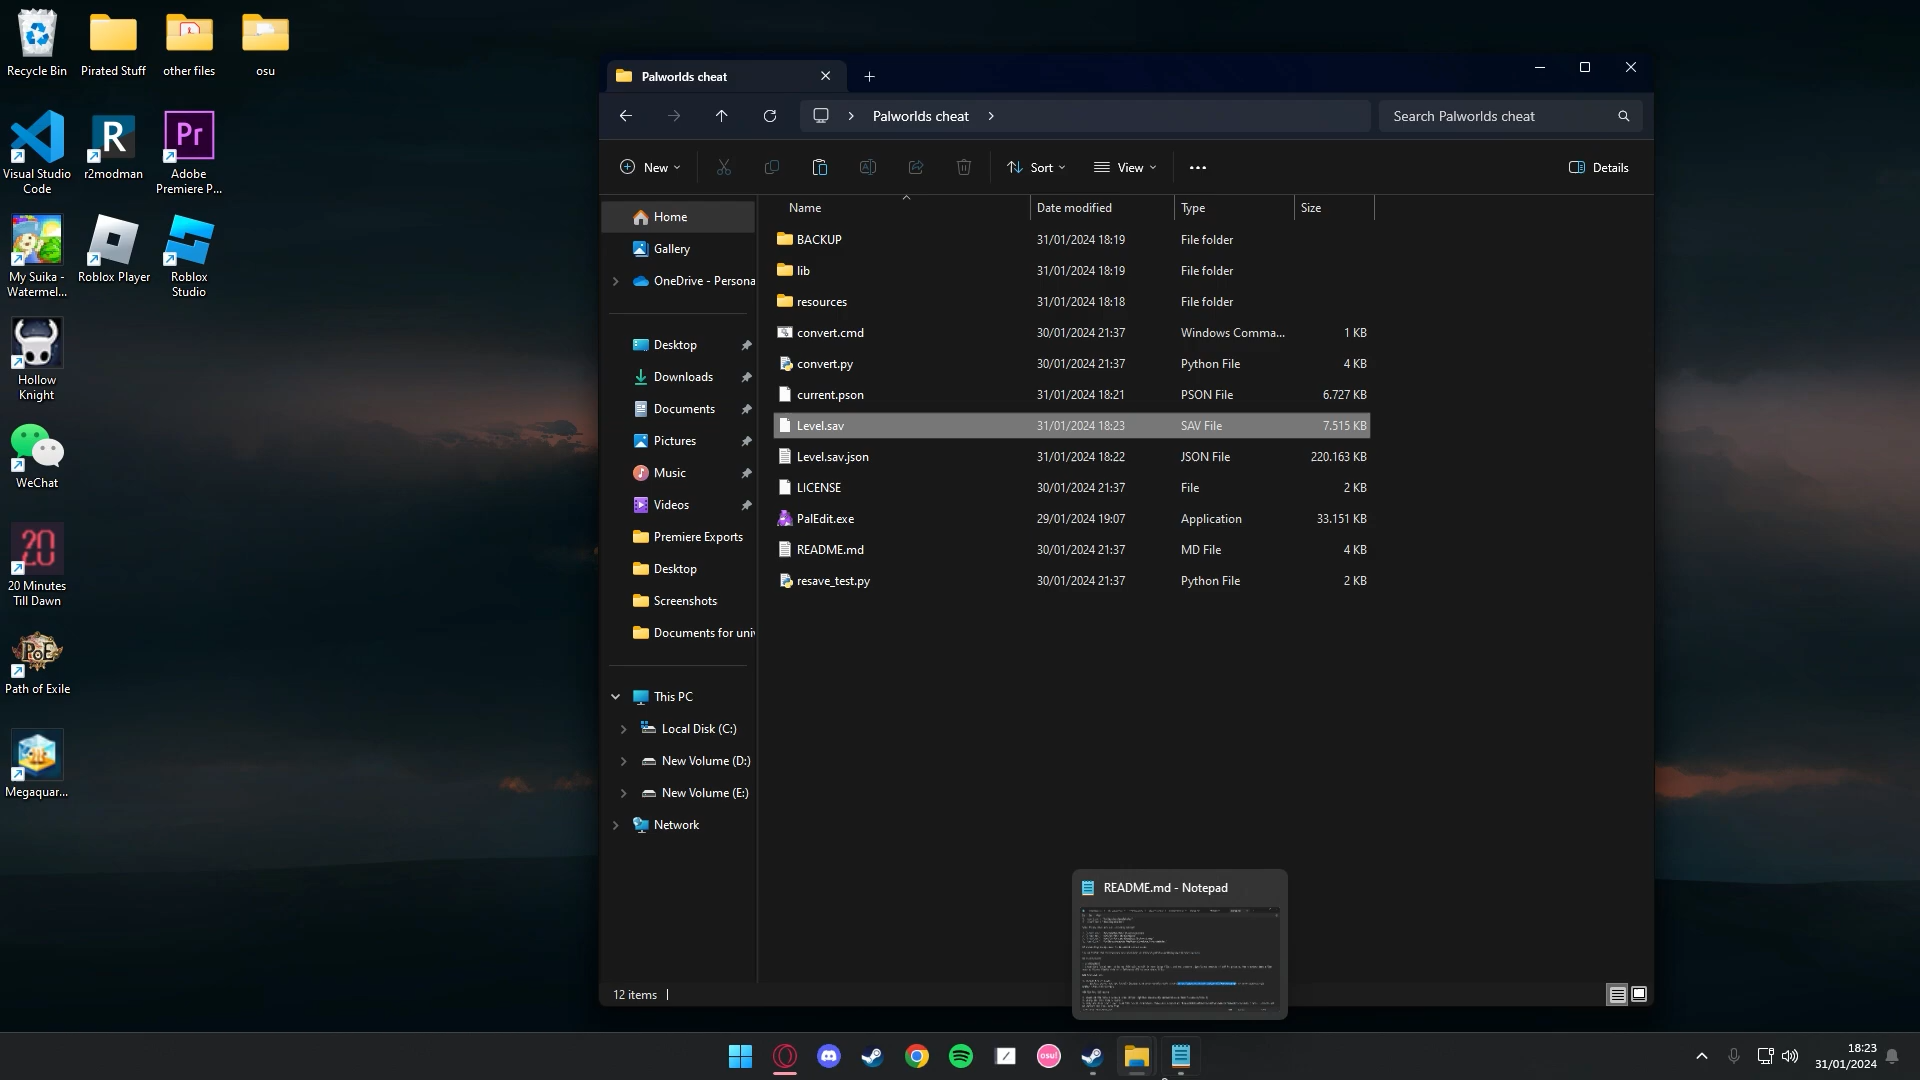 Recycle Bin
Pirated Stuff
other files
osu
Visual Studio
Code
r2modman
Adobe
Premiere P...
My Suika -
Watermel...
Roblox Player
Roblox
Studio
Hollow
Knight
WeChat
20 Minutes
Till Dawn
Path of Exile
Megaquar...
Palworlds cheat
Palworlds cheat
Search Palworlds cheat
New
Sort
View
Details
Home
Gallery
OneDrive - Persona
Desktop
Downloads
Documents
Pictures
Music
Videos
Premiere Exports
Desktop
Screenshots
Documents for univ
This PC
Local Disk (C:)
New Volume (D:)
New Volume (E:)
Network
Name Date modified Type Size
BACKUP 31/01/2024 18:19 File folder
lib 31/01/2024 18:19 File folder
resources 31/01/2024 18:18 File folder
convert.cmd 30/01/2024 21:37 Windows Comma... 1 KB
convert.py 30/01/2024 21:37 Python File 4 KB
current.pson 31/01/2024 18:21 PSON File 6.727 KB
Level.sav 31/01/2024 18:23 SAV File 7.515 KB
Level.sav.json 31/01/2024 18:22 JSON File 220.163 KB
LICENSE 30/01/2024 21:37 File 2 KB
PalEdit.exe 29/01/2024 19:07 Application 33.151 KB
README.md 30/01/2024 21:37 MD File 4 KB
resave_test.py 30/01/2024 21:37 Python File 2 KB
12 items
README.md - Notepad
osu!
18:23
31/01/2024